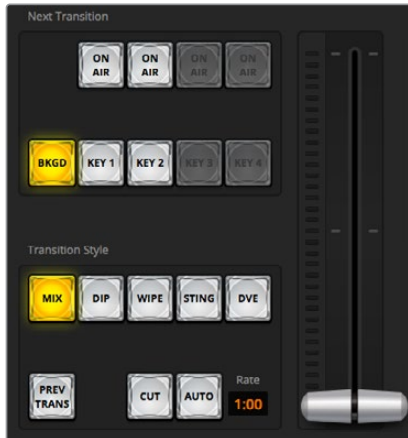 Next Transition
ON AIR ON AIR ON AIR ON AIR
BKGD KEY 1 KEY 2 KEY 3 KEY 4
Transition Style
MIX DIP WIPE STING DVE
PREV TRANS CUT AUTO Rate 1:00